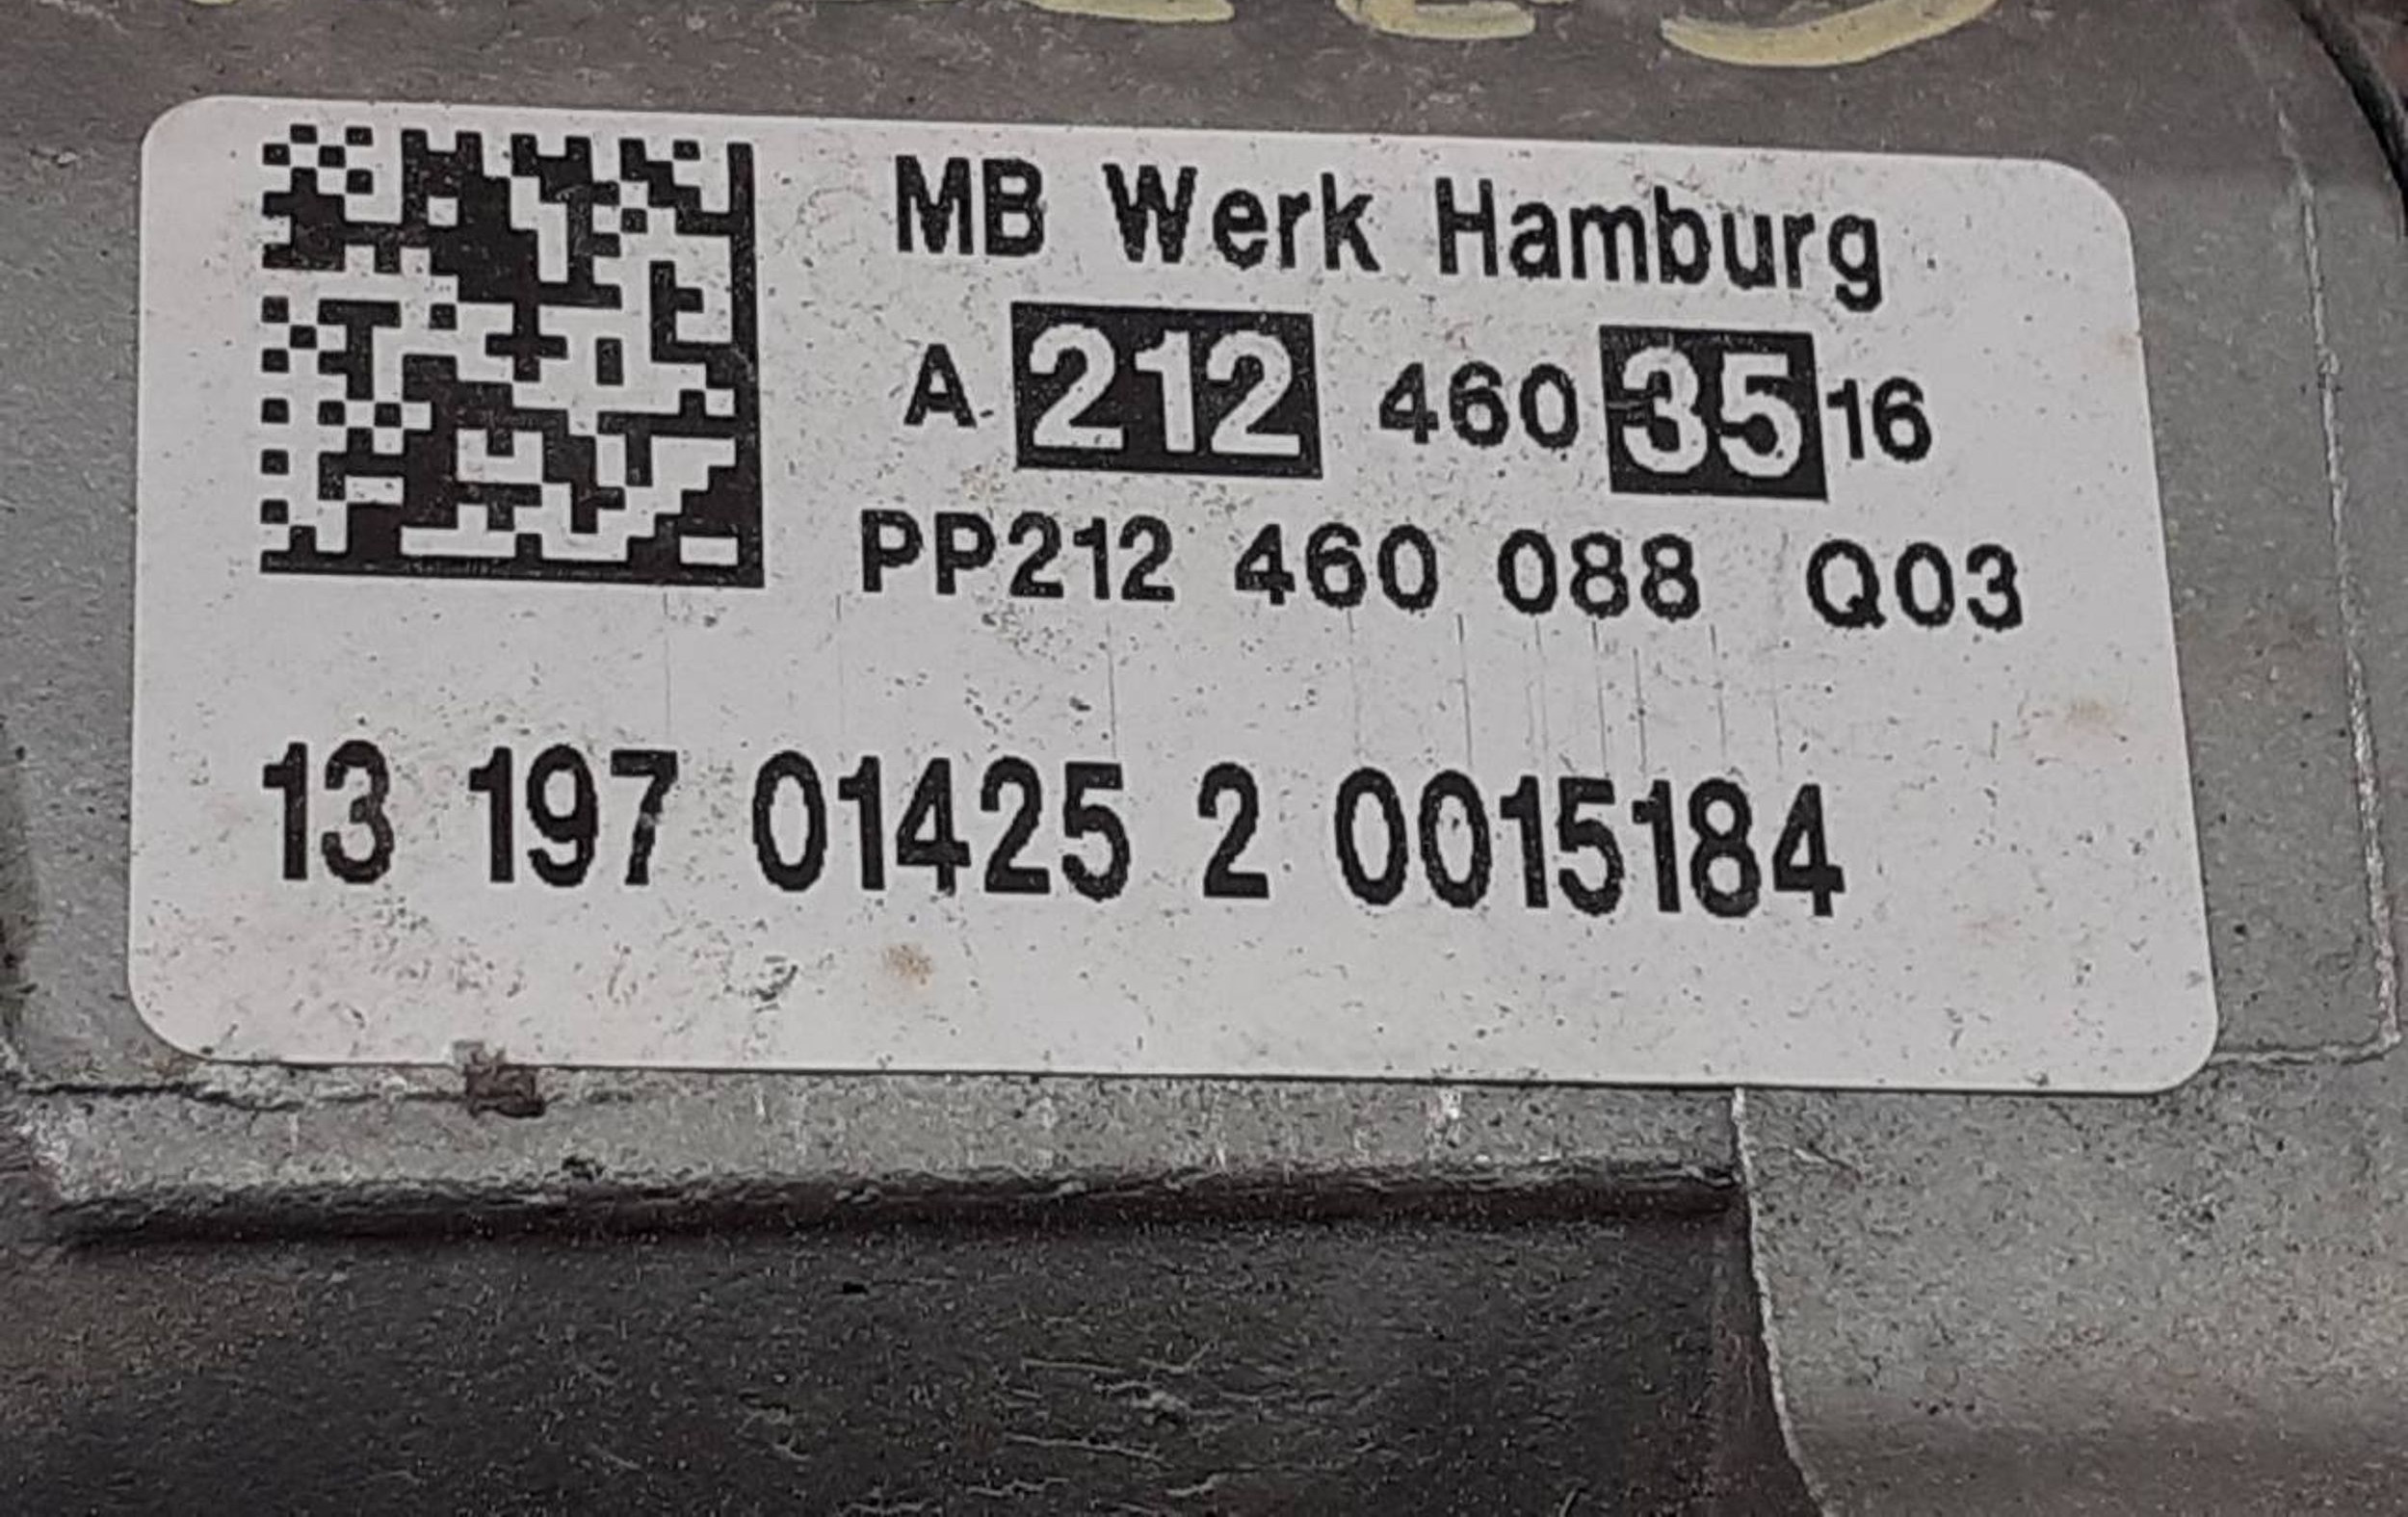 MB Werk Hamburg
A 212 460 35 16
PP212 460 088 Q03
13 197 01425 2 0015184